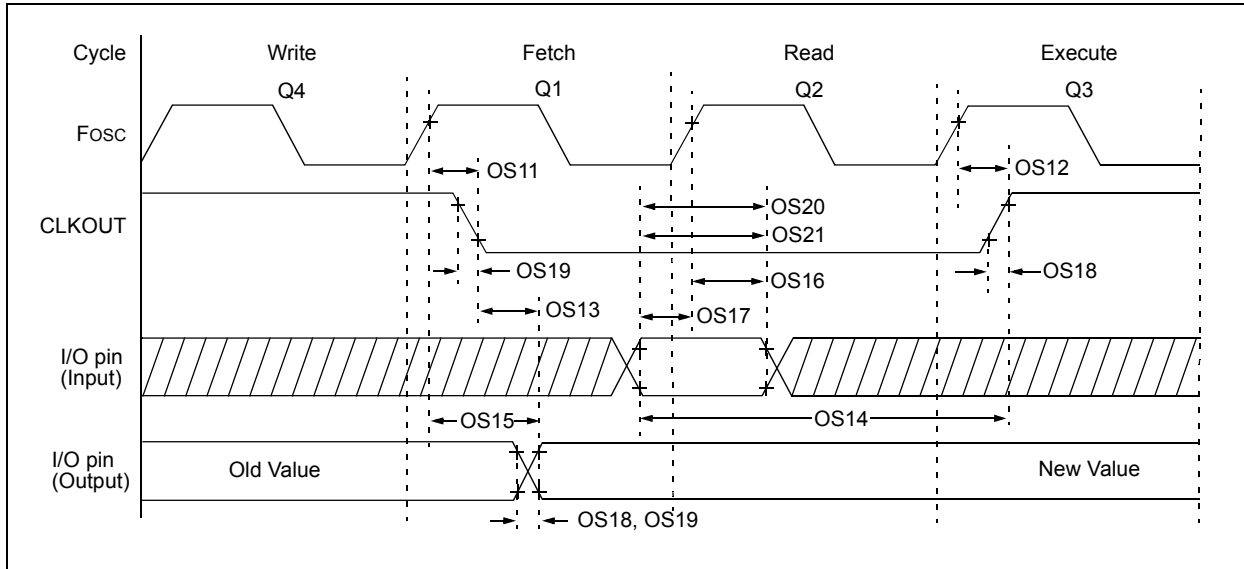 Cycle Write Fetch Read Execute
Q4 Q1 Q2 Q3
FOSC
OS11 OS12
OS20
CLKOUT
OS21
OS19 OS16 OS18
OS13 OS17
I/O pin
(Input)
OS15 OS14
I/O pin
(Output)
Old Value New Value
OS18, OS19